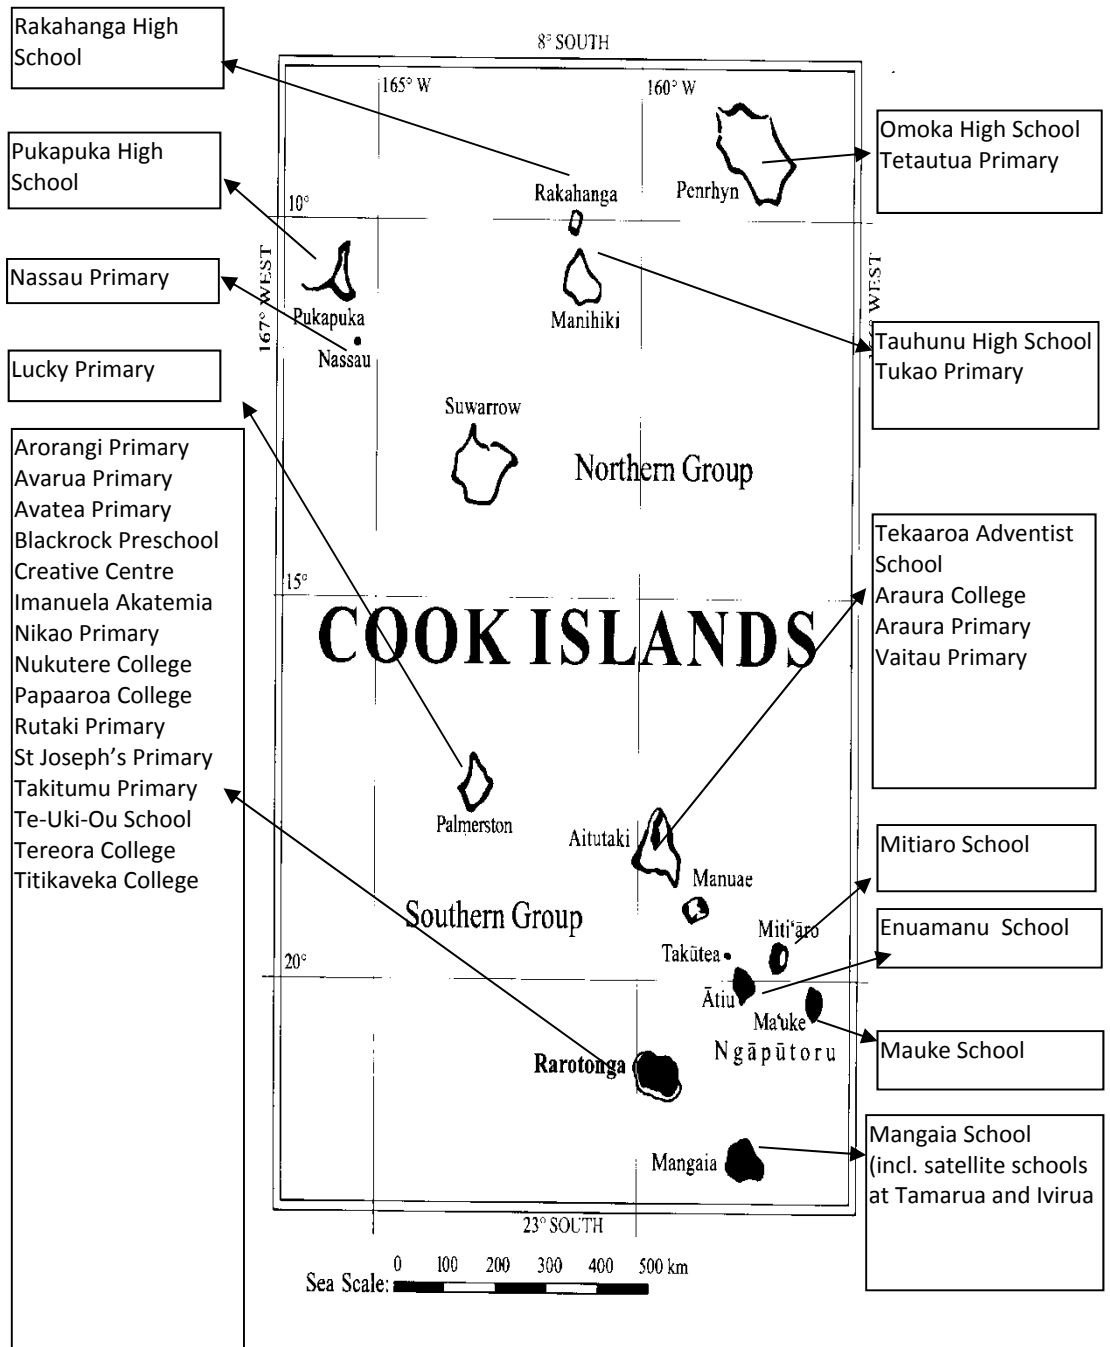 Rakahanga High
School
Pukapuka High
School
Nassau Primary
Lucky Primary
Arorangi Primary
Avarua Primary
Avatea Primary
Blackrock Preschool
Creative Centre
Imanuela Akatemia
Nikao Primary
Nukutere College
Papaaroa College
Rutaki Primary
St Joseph’s Primary
Takitumu Primary
Te-Uki-Ou School
Tereora College
Titikaveka College
8° SOUTH
165° W
160° W
Penrhyn
Rakahanga
10°
167° WEST
WEST
Pukapuka
Manihiki
Nassau
Suwarrow
Northern Group
15°
COOK ISLANDS
Palmerston
Aitutaki
Manuae
Southern Group
Miti‘āro
Takūtea
20°
Ātiu
Ma‘uke
Ngāpūtoru
Rarotonga
Mangaia
23° SOUTH
0 100 200 300 400 500 km
Sea Scale:
Omoka High School
Tetautua Primary
Tauhunu High School
Tukao Primary
Tekaaroa Adventist
School
Araura College
Araura Primary
Vaitau Primary
Mitiaro School
Enuamanu School
Mauke School
Mangaia School
(incl. satellite schools
at Tamarua and Ivirua